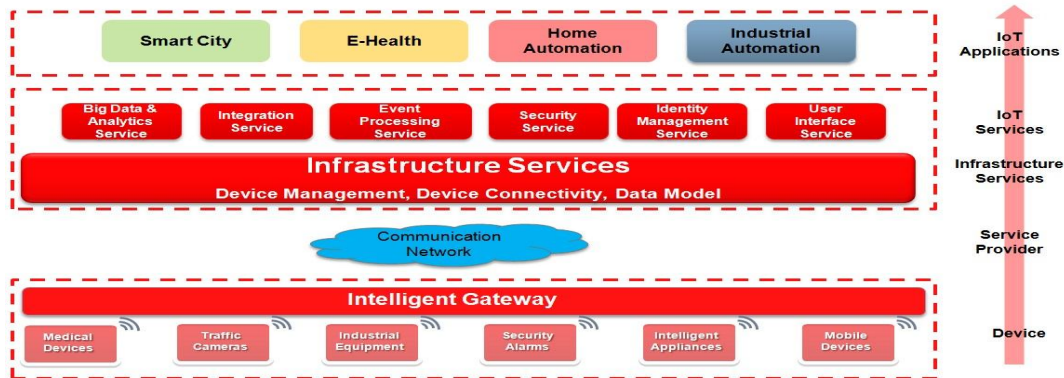 Smart City
E-Health
Home
Automation
Industrial
Automation
IoT
Applications
Big Data &
Analytics
Service
Integration
Service
Event
Processing
Service
Security
Service
Identity
Management
Service
User
Interface
Service
IoT
Services
Infrastructure Services
Device Management, Device Connectivity, Data Model
Infrastructure
Services
Communication
Network
Service
Provider
Intelligent Gateway
Medical
Devices
Traffic
Cameras
Industrial
Equipment
Security
Alarms
Intelligent
Appliances
Mobile
Devices
Device